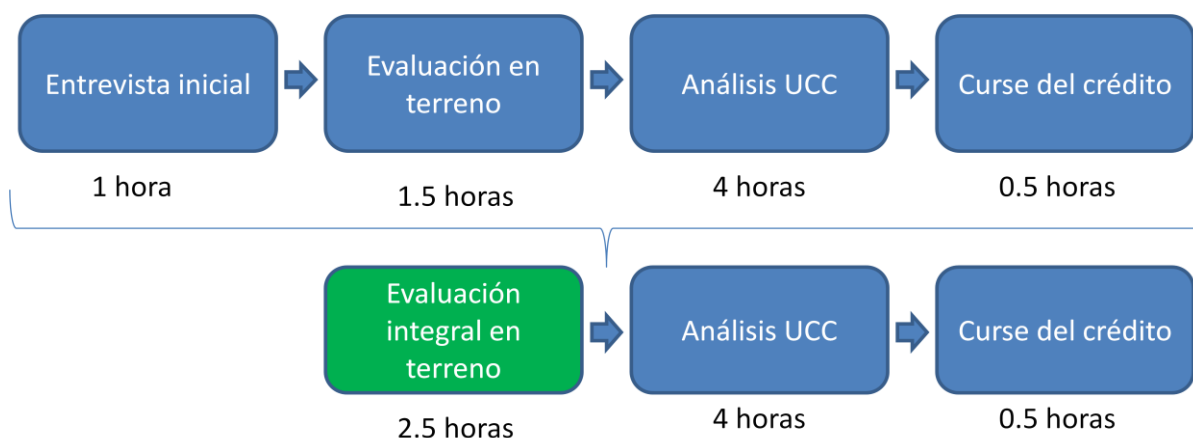 Entrevista inicial
Evaluación en
terreno
Análisis UCC
Curse del crédito
1 hora
1.5 horas
4 horas
0.5 horas
Evaluación
integral en
terreno
Análisis UCC
Curse del crédito
2.5 horas
4 horas
0.5 horas